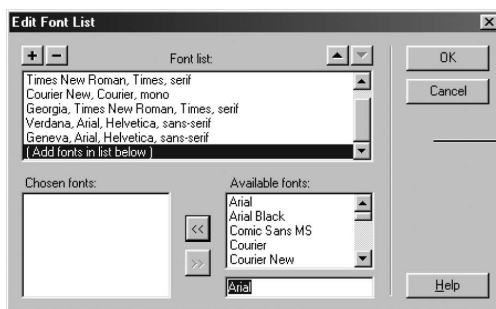 Edit Font List
Font list:
OK
Times New Roman, Times, serif
Courier New, Courier, mono
Georgia, Times New Roman, Times, serif
Verdana, Arial, Helvetica, sans-serif
Geneva, Arial, Helvetica, sans-serif
( Add fonts in list below )
Cancel
Chosen fonts:
Available fonts:
Arial
Arial Black
Comic Sans MS
Courier
Courier New
<<
>>
Arial
Help